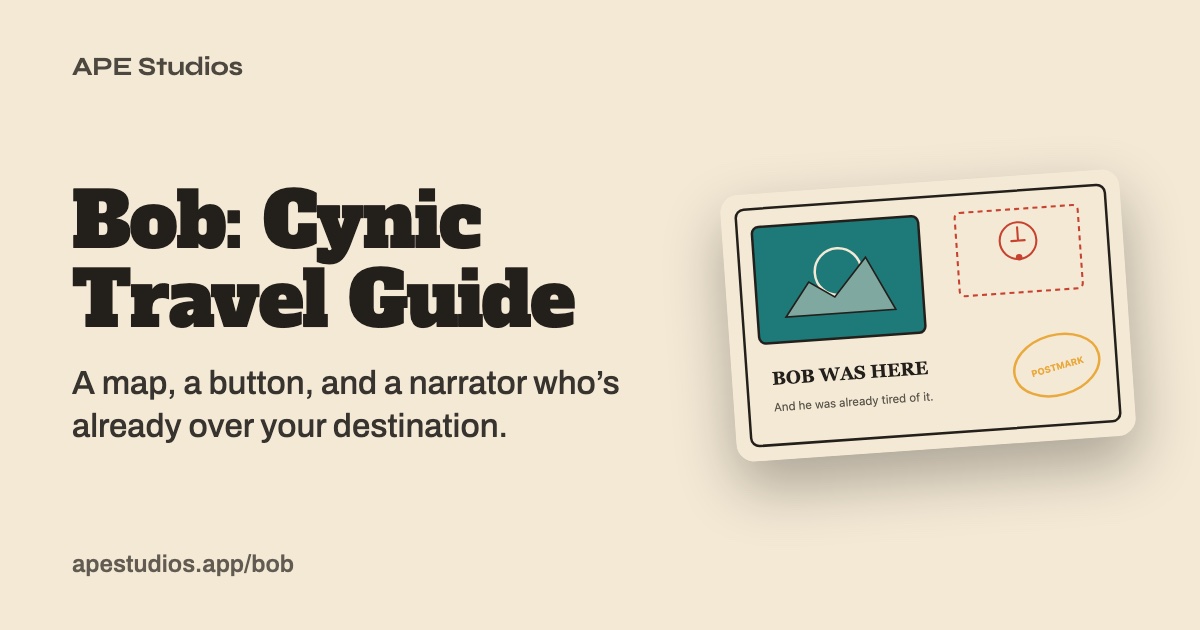 APE Studios
Bob: Cynic
Travel Guide
A map, a button, and a narrator who’s
already over your destination.
apestudios.app/bob
BOB WAS HERE
And he was already tired of it.
POSTMARK